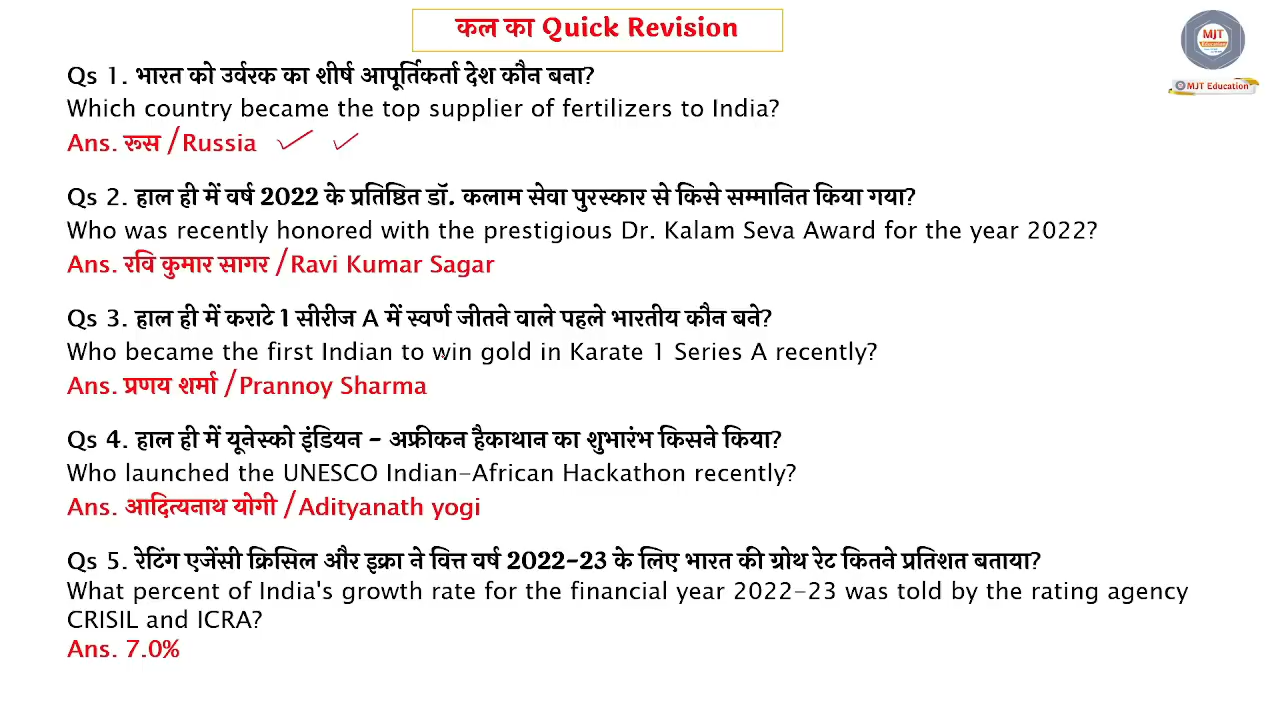 कल का Quick Revision
MJT
Education
MJT Education
Qs 1. भारत को उर्वरक का शीर्ष आपूर्तिकर्ता देश कौन बना?
Which country became the top supplier of fertilizers to India?
Ans. रूस /Russia
Qs 2. हाल ही में वर्ष 2022 के प्रतिष्ठित डॉ. कलाम सेवा पुरस्कार से किसे सम्मानित किया गया?
Who was recently honored with the prestigious Dr. Kalam Seva Award for the year 2022?
Ans. रवि कुमार सागर /Ravi Kumar Sagar
Qs 3. हाल ही में कराटे 1 सीरीज A में स्वर्ण जीतने वाले पहले भारतीय कौन बने?
Who became the first Indian to win gold in Karate 1 Series A recently?
Ans. प्रणय शर्मा /Prannoy Sharma
Qs 4. हाल ही में यूनेस्को इंडियन - अफ्रीकन हैकाथान का शुभारंभ किसने किया?
Who launched the UNESCO Indian-African Hackathon recently?
Ans. आदित्यनाथ योगी /Adityanath yogi
Qs 5. रेटिंग एजेंसी क्रिसिल और इक्रा ने वित्त वर्ष 2022-23 के लिए भारत की ग्रोथ रेट कितने प्रतिशत बताया?
What percent of India's growth rate for the financial year 2022-23 was told by the rating agency
CRISIL and ICRA?
Ans. 7.0%